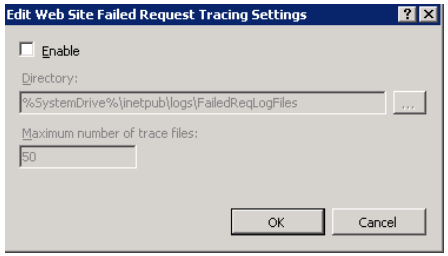 Edit Web Site Failed Request Tracing Settings
Enable
Directory:
%SystemDrive%\inetpub\logs\FailedReqLogFiles
...
Maximum number of trace files:
50
OK
Cancel